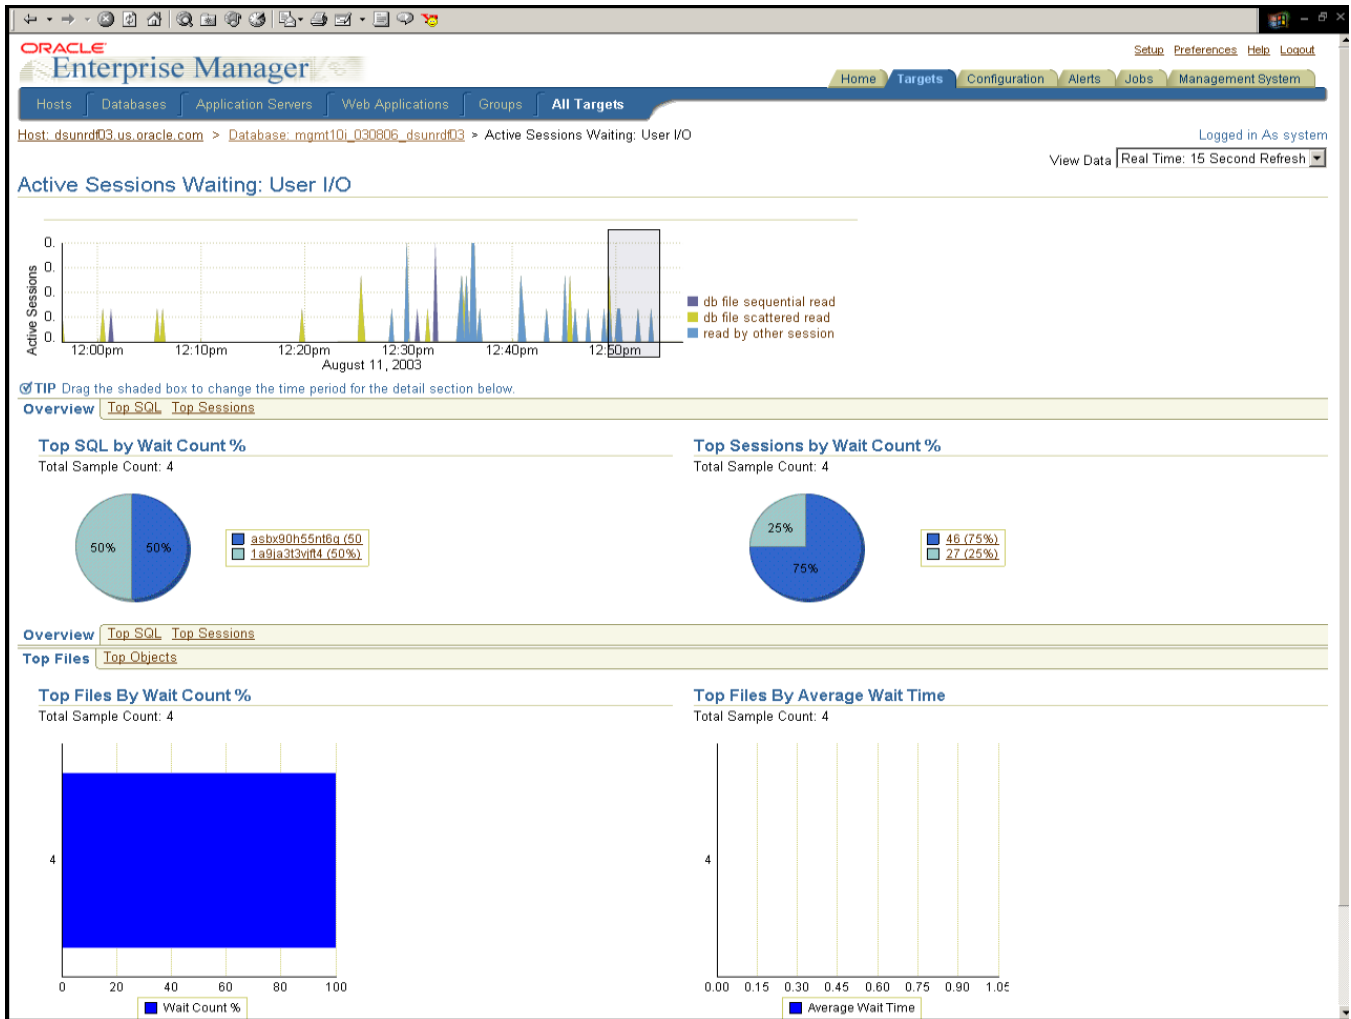 ORACLE
Enterprise Manager
Setup Preferences Help Logout
Home Targets Configuration Alerts Jobs Management System
Hosts Databases Application Servers Web Applications Groups All Targets
Host: dsunrdf03.us.oracle.com > Database: mgmt10i_030806_dsunrdf03 > Active Sessions Waiting: User I/O
Logged in As system
View Data Real Time: 15 Second Refresh
Active Sessions Waiting: User I/O
Active Sessions
0.
0.
0.
0.
0.
12:00pm 12:10pm 12:20pm 12:30pm 12:40pm 12:50pm
August 11, 2003
db file sequential read
db file scattered read
read by other session
TIP Drag the shaded box to change the time period for the detail section below.
Overview Top SQL Top Sessions
Top SQL by Wait Count %
Total Sample Count: 4
50% 50%
asbx90h55nt6q (50
1a9ja3t3vjft4 (50%)
Top Sessions by Wait Count %
Total Sample Count: 4
25%
75%
46 (75%)
27 (25%)
Overview Top SQL Top Sessions
Top Files Top Objects
Top Files By Wait Count %
Total Sample Count: 4
4
0 20 40 60 80 100
Wait Count %
Top Files By Average Wait Time
Total Sample Count: 4
4
0.00 0.15 0.30 0.45 0.60 0.75 0.90 1.05
Average Wait Time